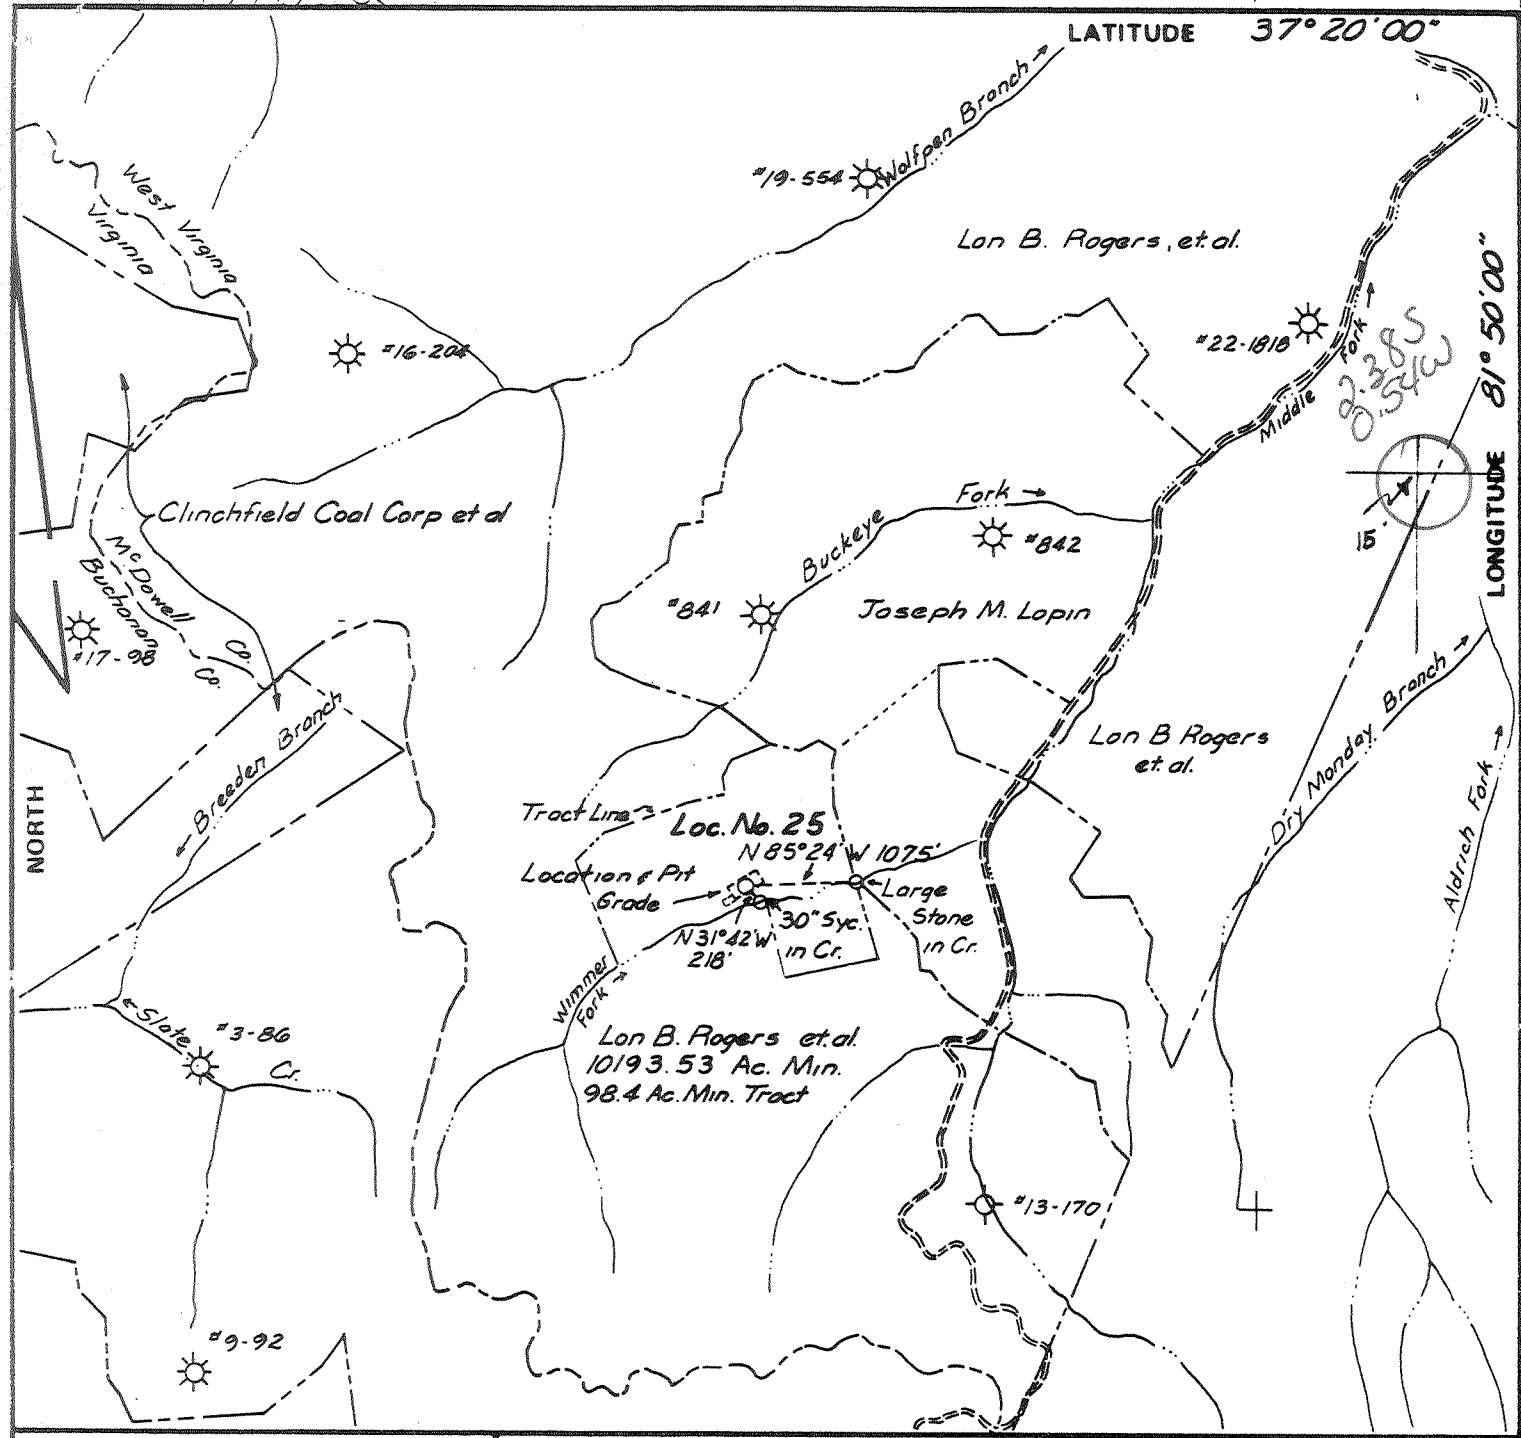 LATITUDE 37° 20' 00"
Wolfpen Branch
#19-554
West Virginia
Virginia
Lon B. Rogers, et al.
81° 50' 00"
LONGITUDE
#16-204
#22-1818
Middle Fork
2.38 S
0.54 W
15'
Clinchfield Coal Corp et al
Buckeye Fork
#842
McDowell Co.
Buchanan Co.
#17-98
#841
Joseph M. Lopin
Breeden Branch
Lon B Rogers
et. al.
Dry Monday Branch
Aldrich Fork
NORTH
Tract Line
Loc. No. 25
N 85° 24' W 1075'
Location & Pit
Grade
Large
Stone
in Cr.
30" Syc.
in Cr.
N 31° 42' W
218'
Wimmer
Fork
Slate Cr.
#3-86
Lon B. Rogers et. al.
10193.53 Ac. Min.
98.4 Ac. Min. Tract
#13-170
#9-92